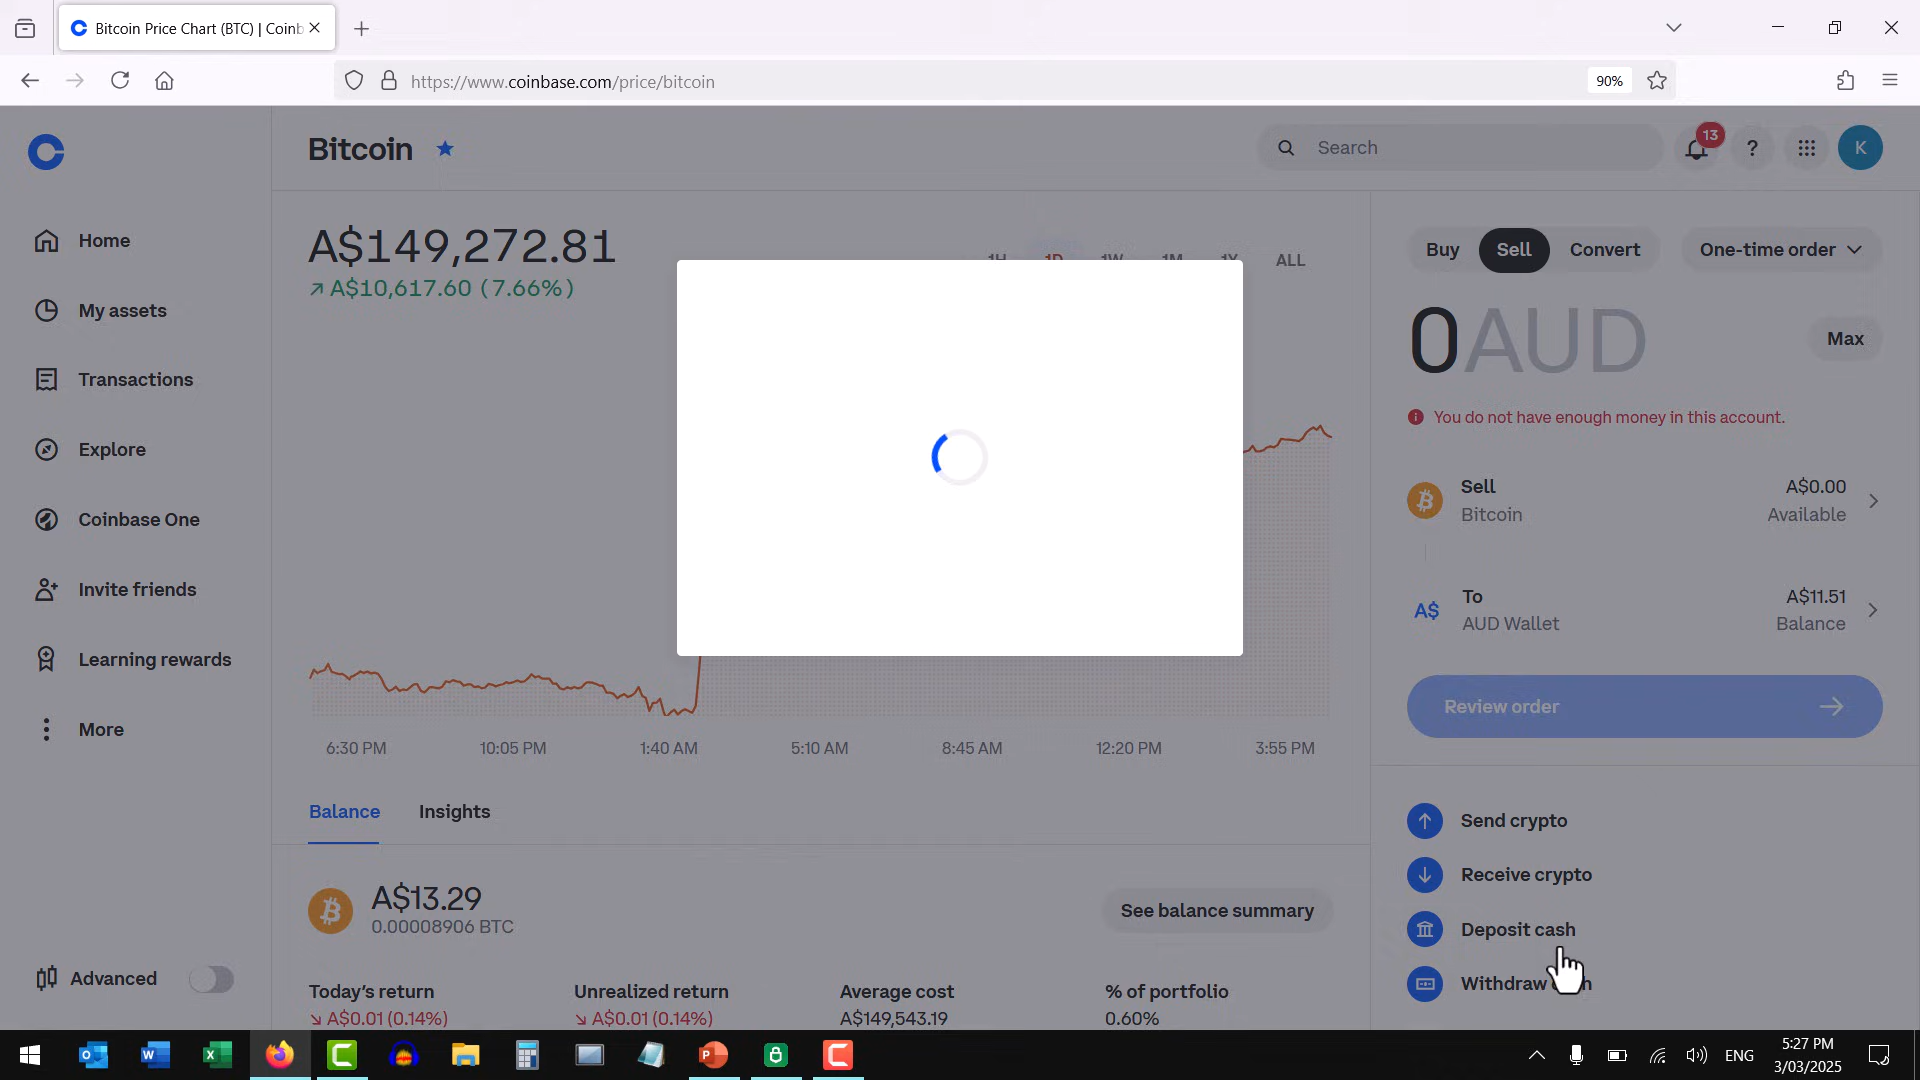 Bitcoin Price Chart (BTC) | Coinb
https://www.coinbase.com/price/bitcoin
90%
Bitcoin
Search
13
?
K
Home
My assets
Transactions
Explore
Coinbase One
Invite friends
Learning rewards
More
Advanced
A$149,272.81
A$10,617.60 (7.66%)
1H 1D 1W 1M 1Y ALL
6:30 PM 10:05 PM 1:40 AM 5:10 AM 8:45 AM 12:20 PM 3:55 PM
Balance Insights
A$13.29
0.00008906 BTC
See balance summary
Today's return Unrealized return Average cost % of portfolio
A$0.01 (0.14%) A$0.01 (0.14%) A$149,543.19 0.60%
Buy Sell Convert One-time order
0AUD
Max
You do not have enough money in this account.
Sell A$0.00
Bitcoin Available
A$
To A$11.51
AUD Wallet Balance
Review order
Send crypto
Receive crypto
Deposit cash
Withdraw
ENG
5:27 PM
3/03/2025